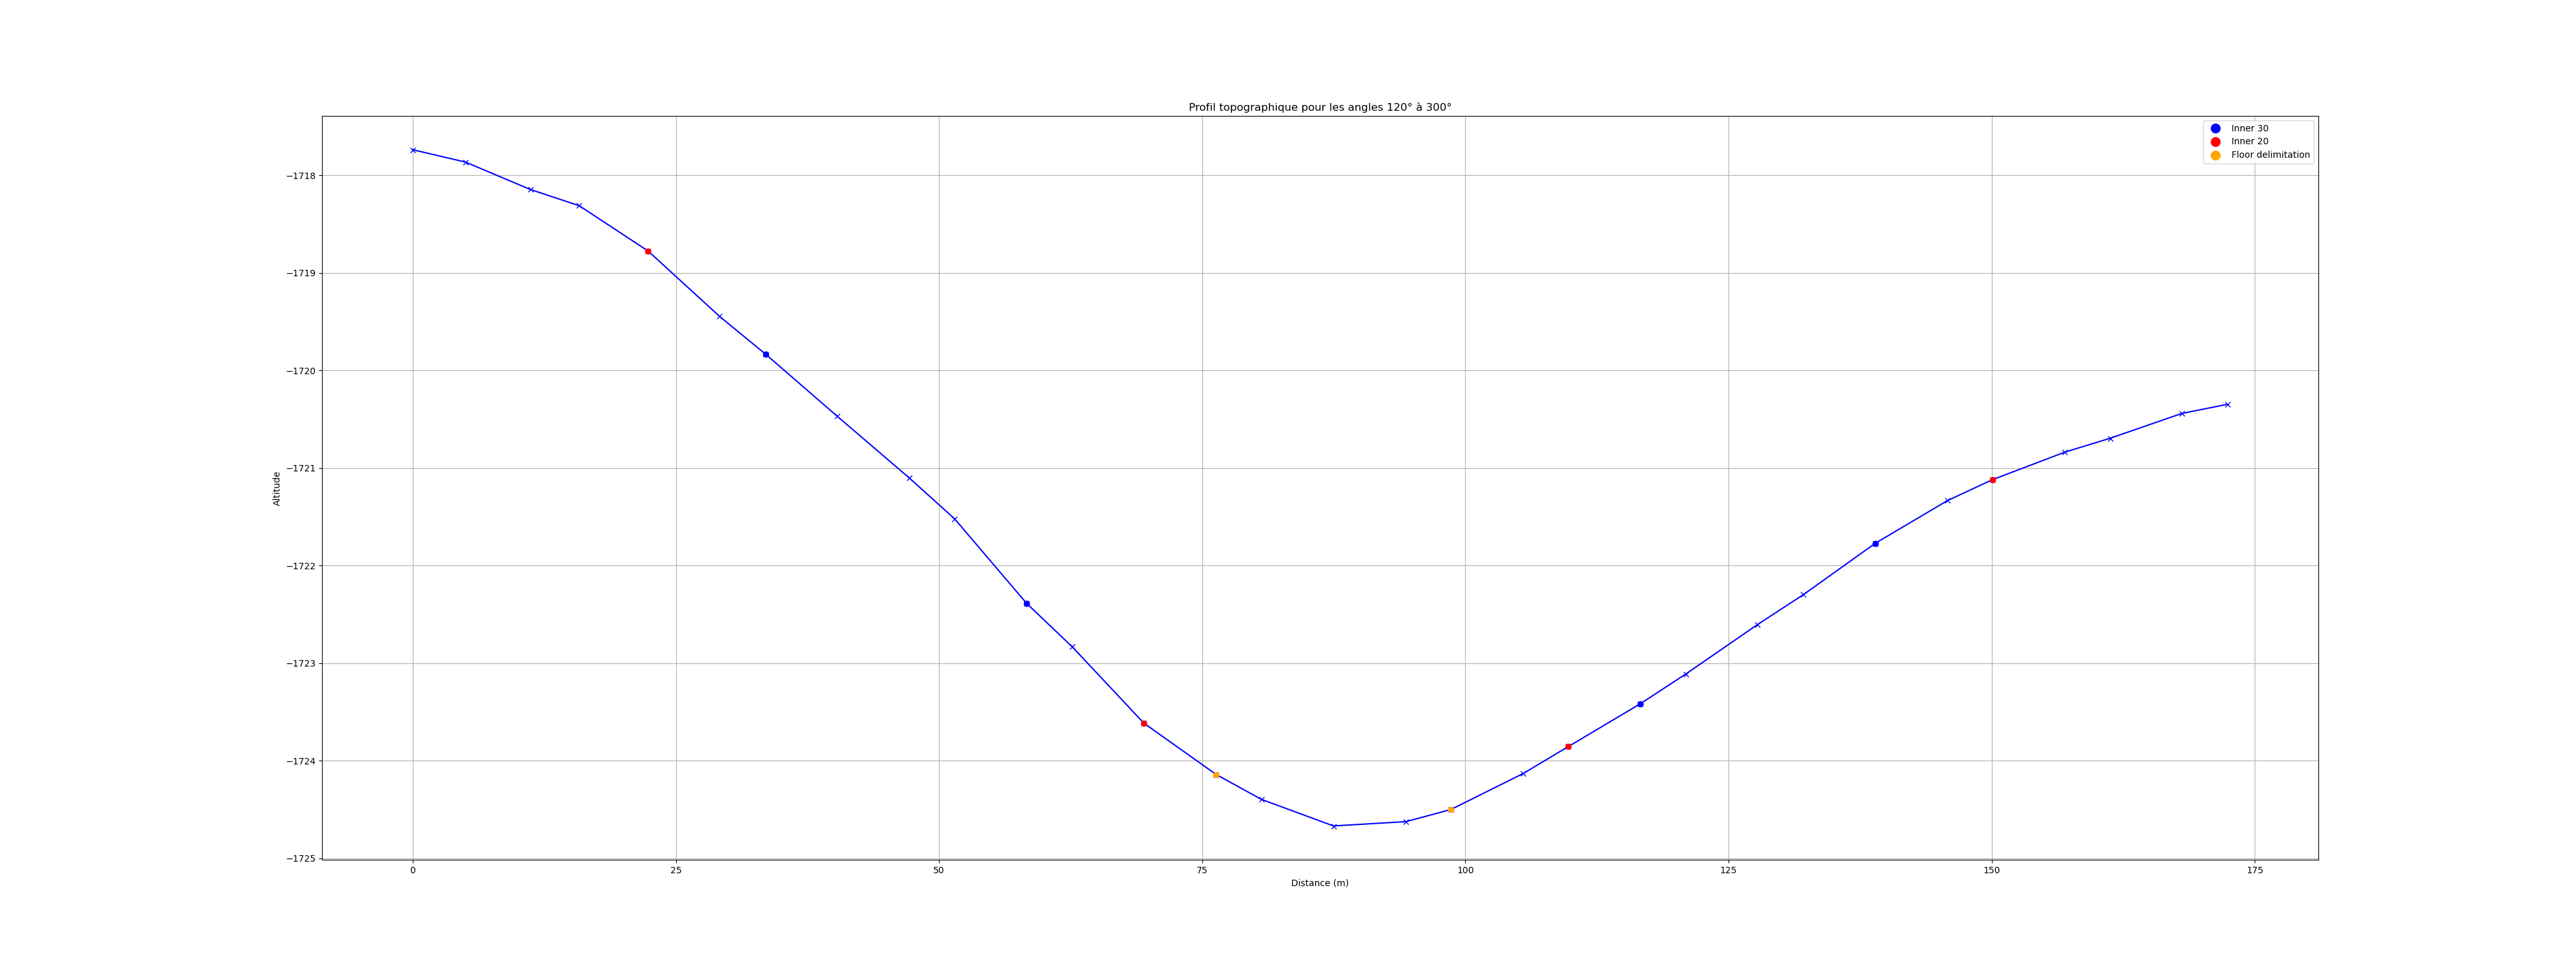 Profil topographique pour les angles 120° à 300°
Inner 30
Inner 20
Floor delimitation
−1718
−1719
−1720
−1721
−1722
−1723
−1724
−1725
Altitude
0 25 50 75 100 125 150 175
Distance (m)